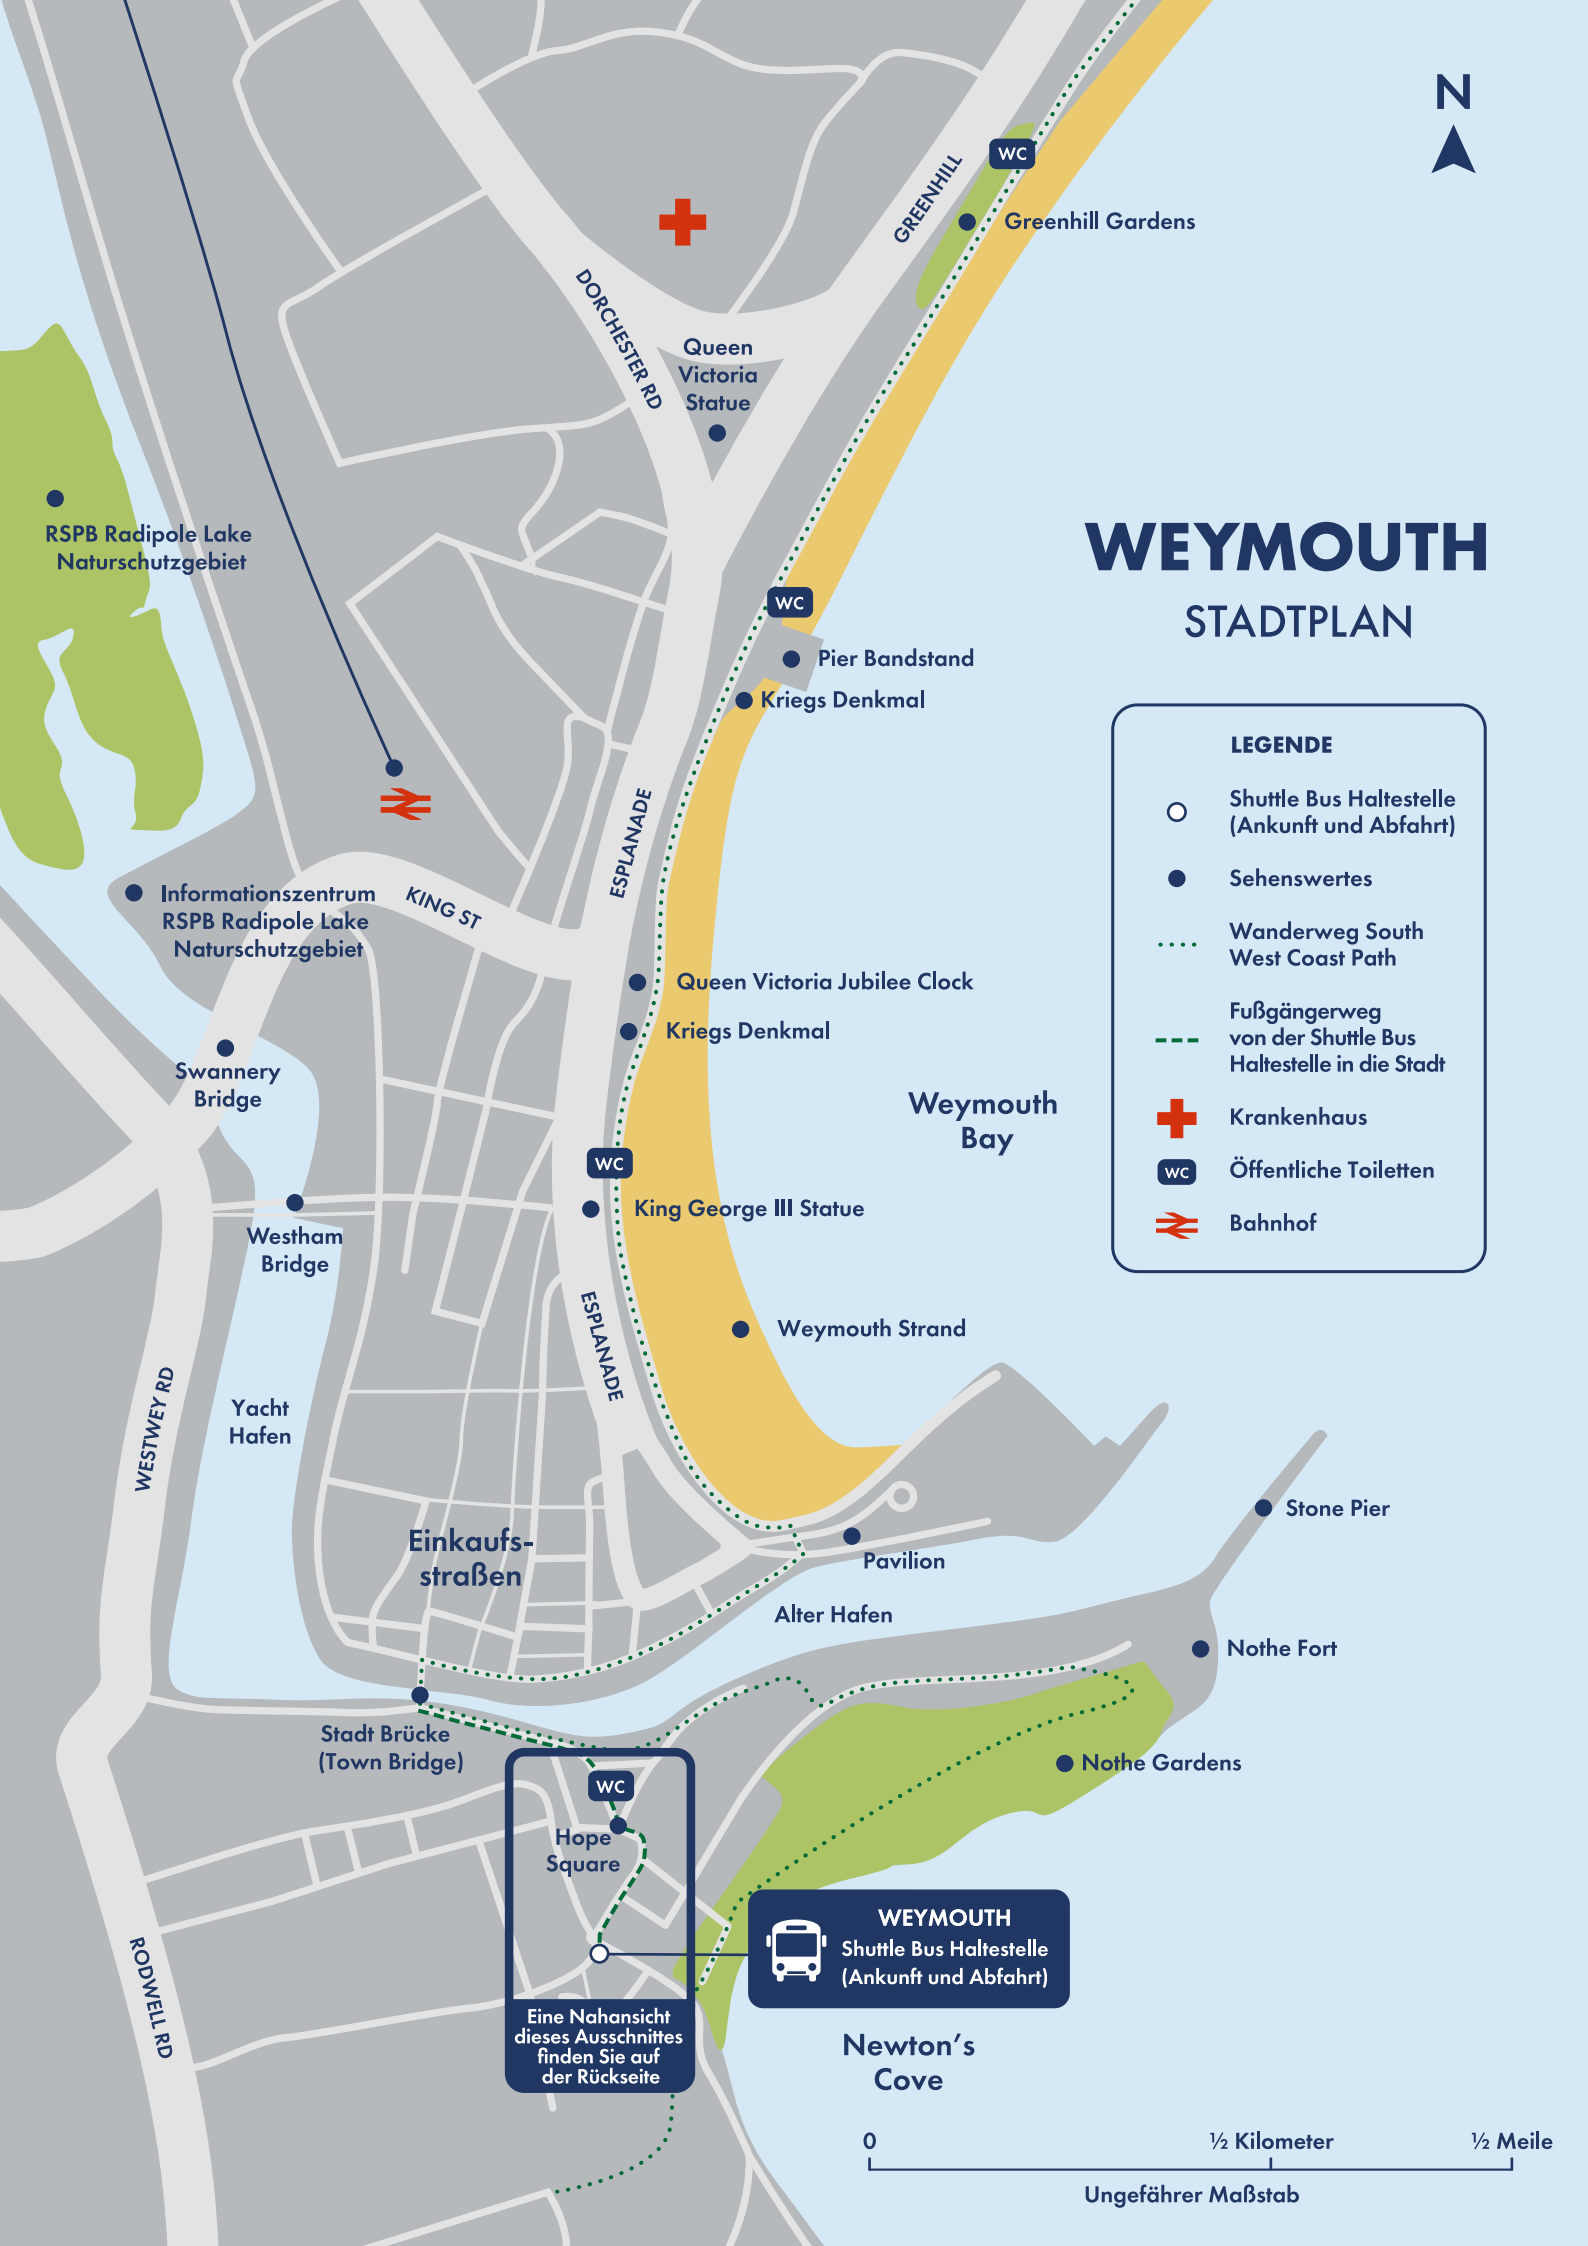 N
WC
GREENHILL
Greenhill Gardens
DORCHESTER RD
Queen
Victoria
Statue
RSPB Radipole Lake
Naturschutzgebiet
WEYMOUTH
STADTPLAN
WC
Pier Bandstand
Kriegs Denkmal
LEGENDE
Shuttle Bus Haltestelle
(Ankunft und Abfahrt)
Sehenswertes
Wanderweg South
West Coast Path
Fußgängerweg
von der Shuttle Bus
Haltestelle in die Stadt
Krankenhaus
WC
Öffentliche Toiletten
Bahnhof
ESPLANADE
KING ST
Informationszentrum
RSPB Radipole Lake
Naturschutzgebiet
Queen Victoria Jubilee Clock
Kriegs Denkmal
Swannery
Bridge
Weymouth
Bay
WC
King George III Statue
Westham
Bridge
Weymouth Strand
ESPLANADE
WESTWEY RD
Yacht
Hafen
Stone Pier
Einkaufs-
straßen
Pavilion
Alter Hafen
Nothe Fort
Stadt Brücke
(Town Bridge)
Nothe Gardens
WC
Hope
Square
WEYMOUTH
Shuttle Bus Haltestelle
(Ankunft und Abfahrt)
RODWELL RD
Eine Nahansicht
dieses Ausschnittes
finden Sie auf
der Rückseite
Newton's
Cove
0
½ Kilometer
½ Meile
Ungefährer Maßstab